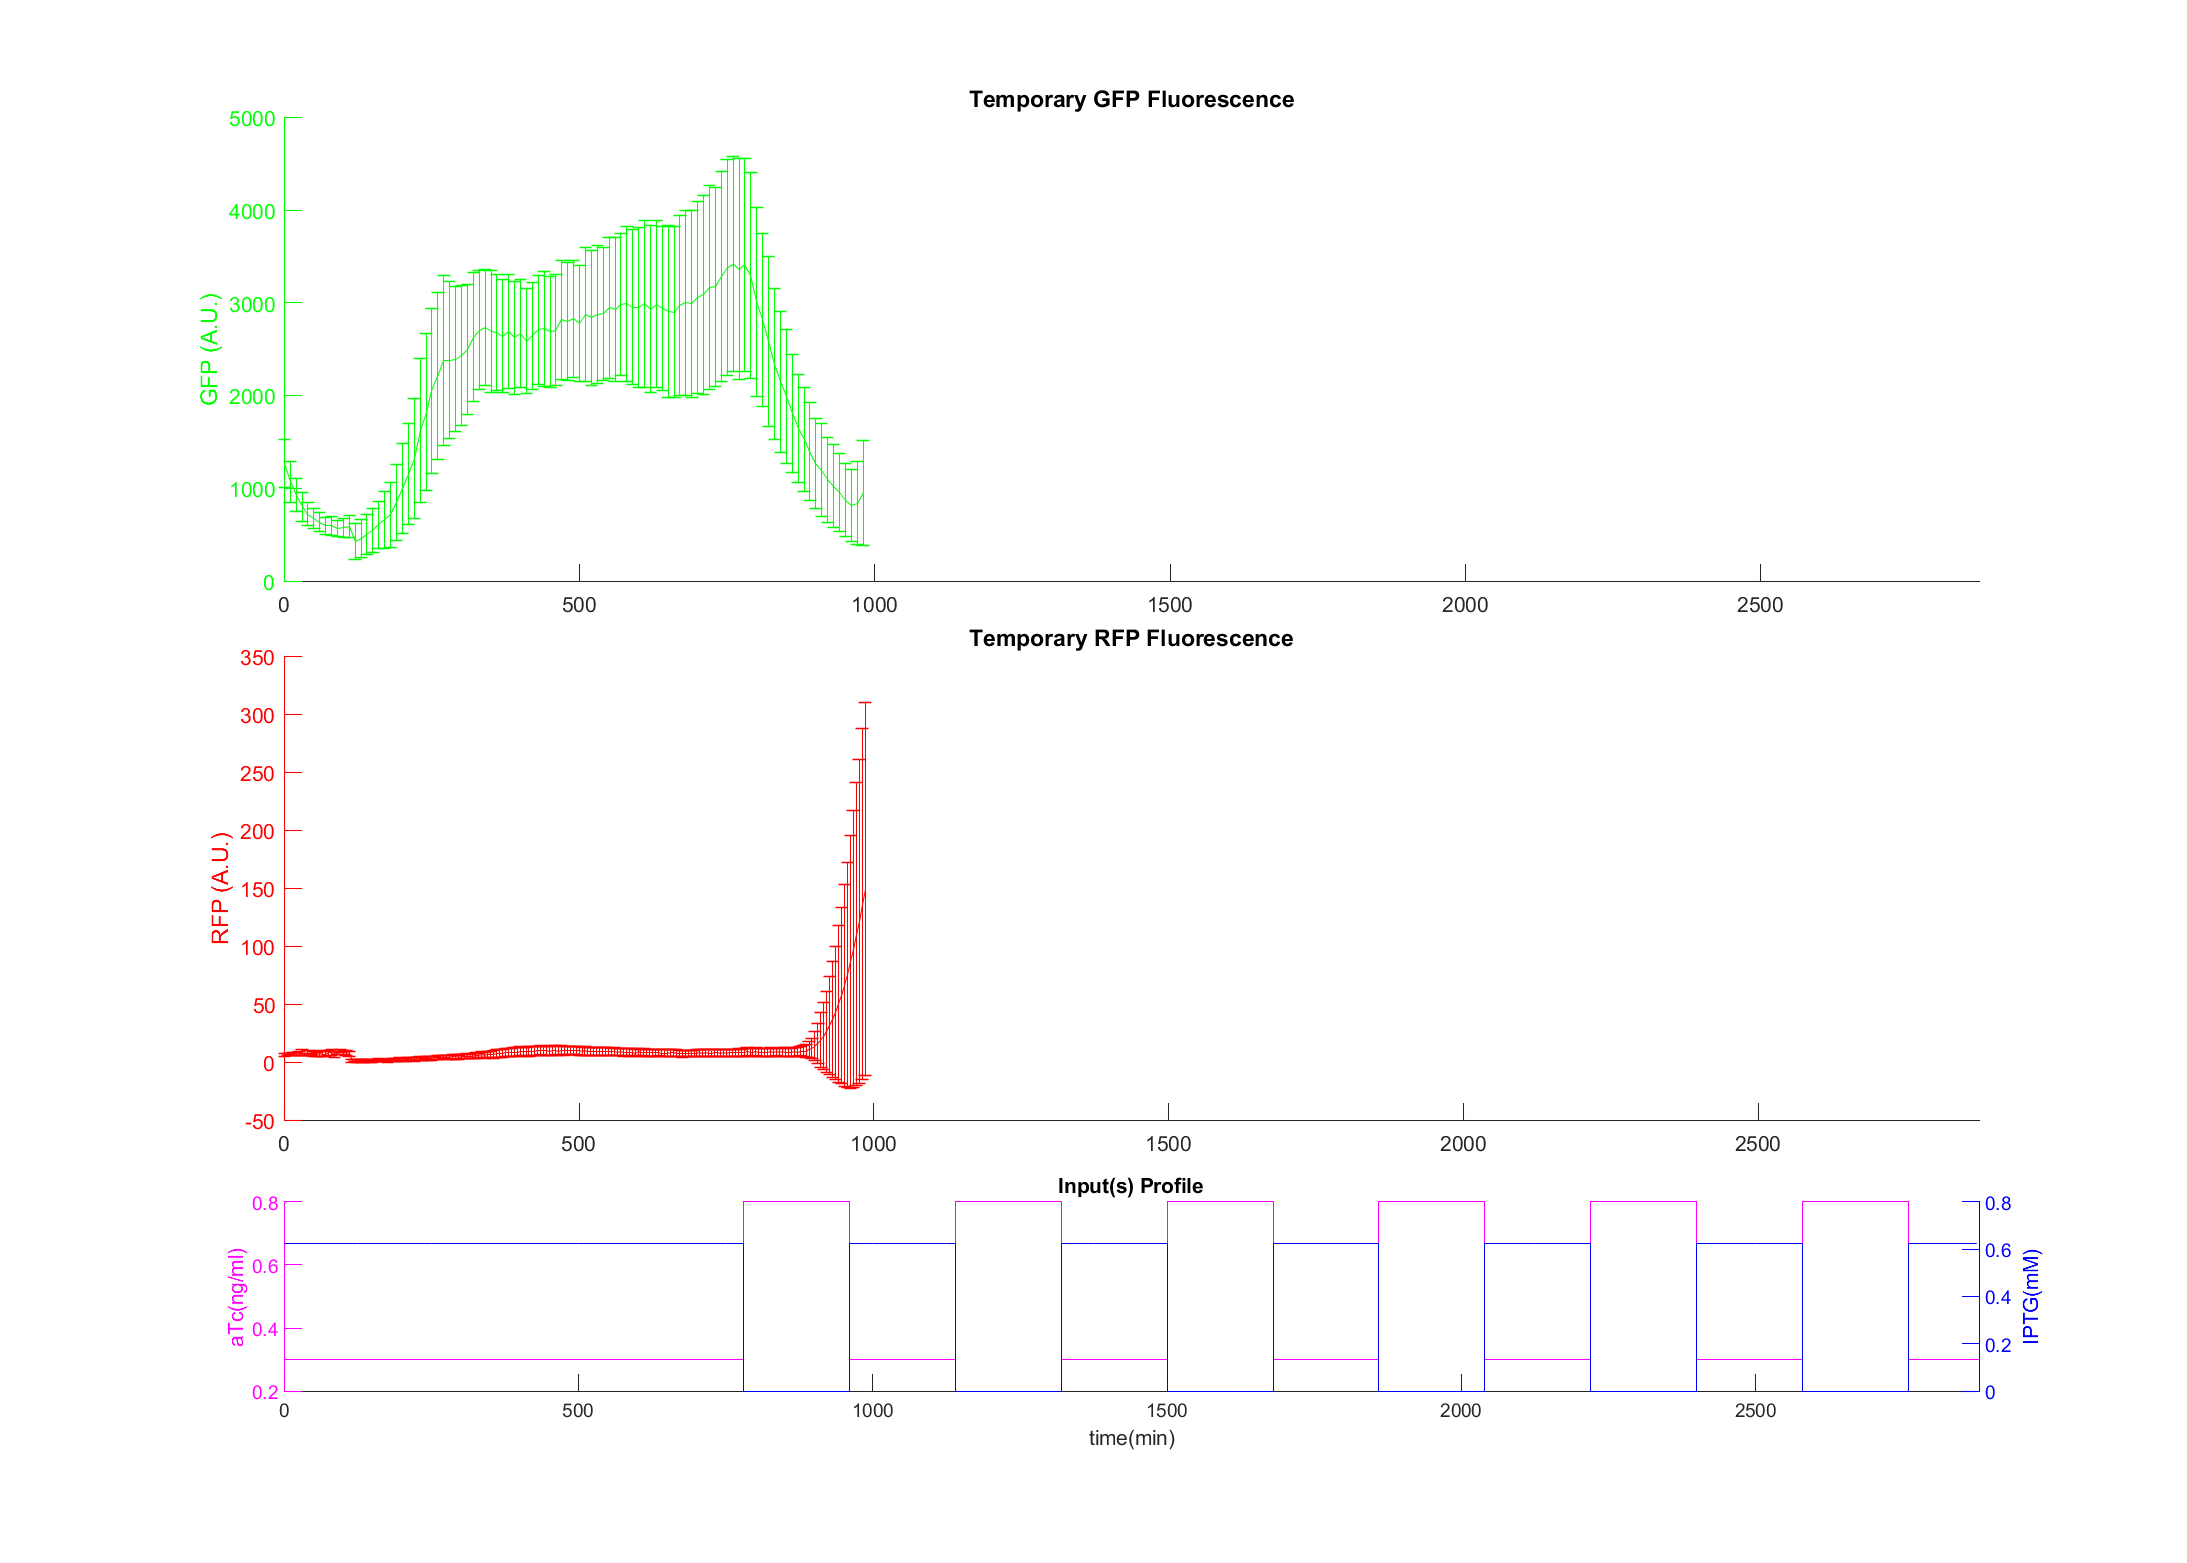 Temporary GFP Fluorescence
5000
4000
3000
2000
1000
0
GFP (A.U.)
0 500 1000 1500 2000 2500
Temporary RFP Fluorescence
350
300
250
200
150
100
50
0
-50
RFP (A.U.)
0 500 1000 1500 2000 2500
Input(s) Profile
0.8
0.6
0.4
0.2
aTc(ng/ml)
0.8
0.6
0.4
0.2
0
IPTG(mM)
0 500 1000 1500 2000 2500
time(min)